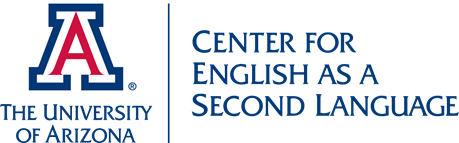 A®
THE UNIVERSITY
OF ARIZONA
CENTER FOR
ENGLISH AS A
SECOND LANGUAGE